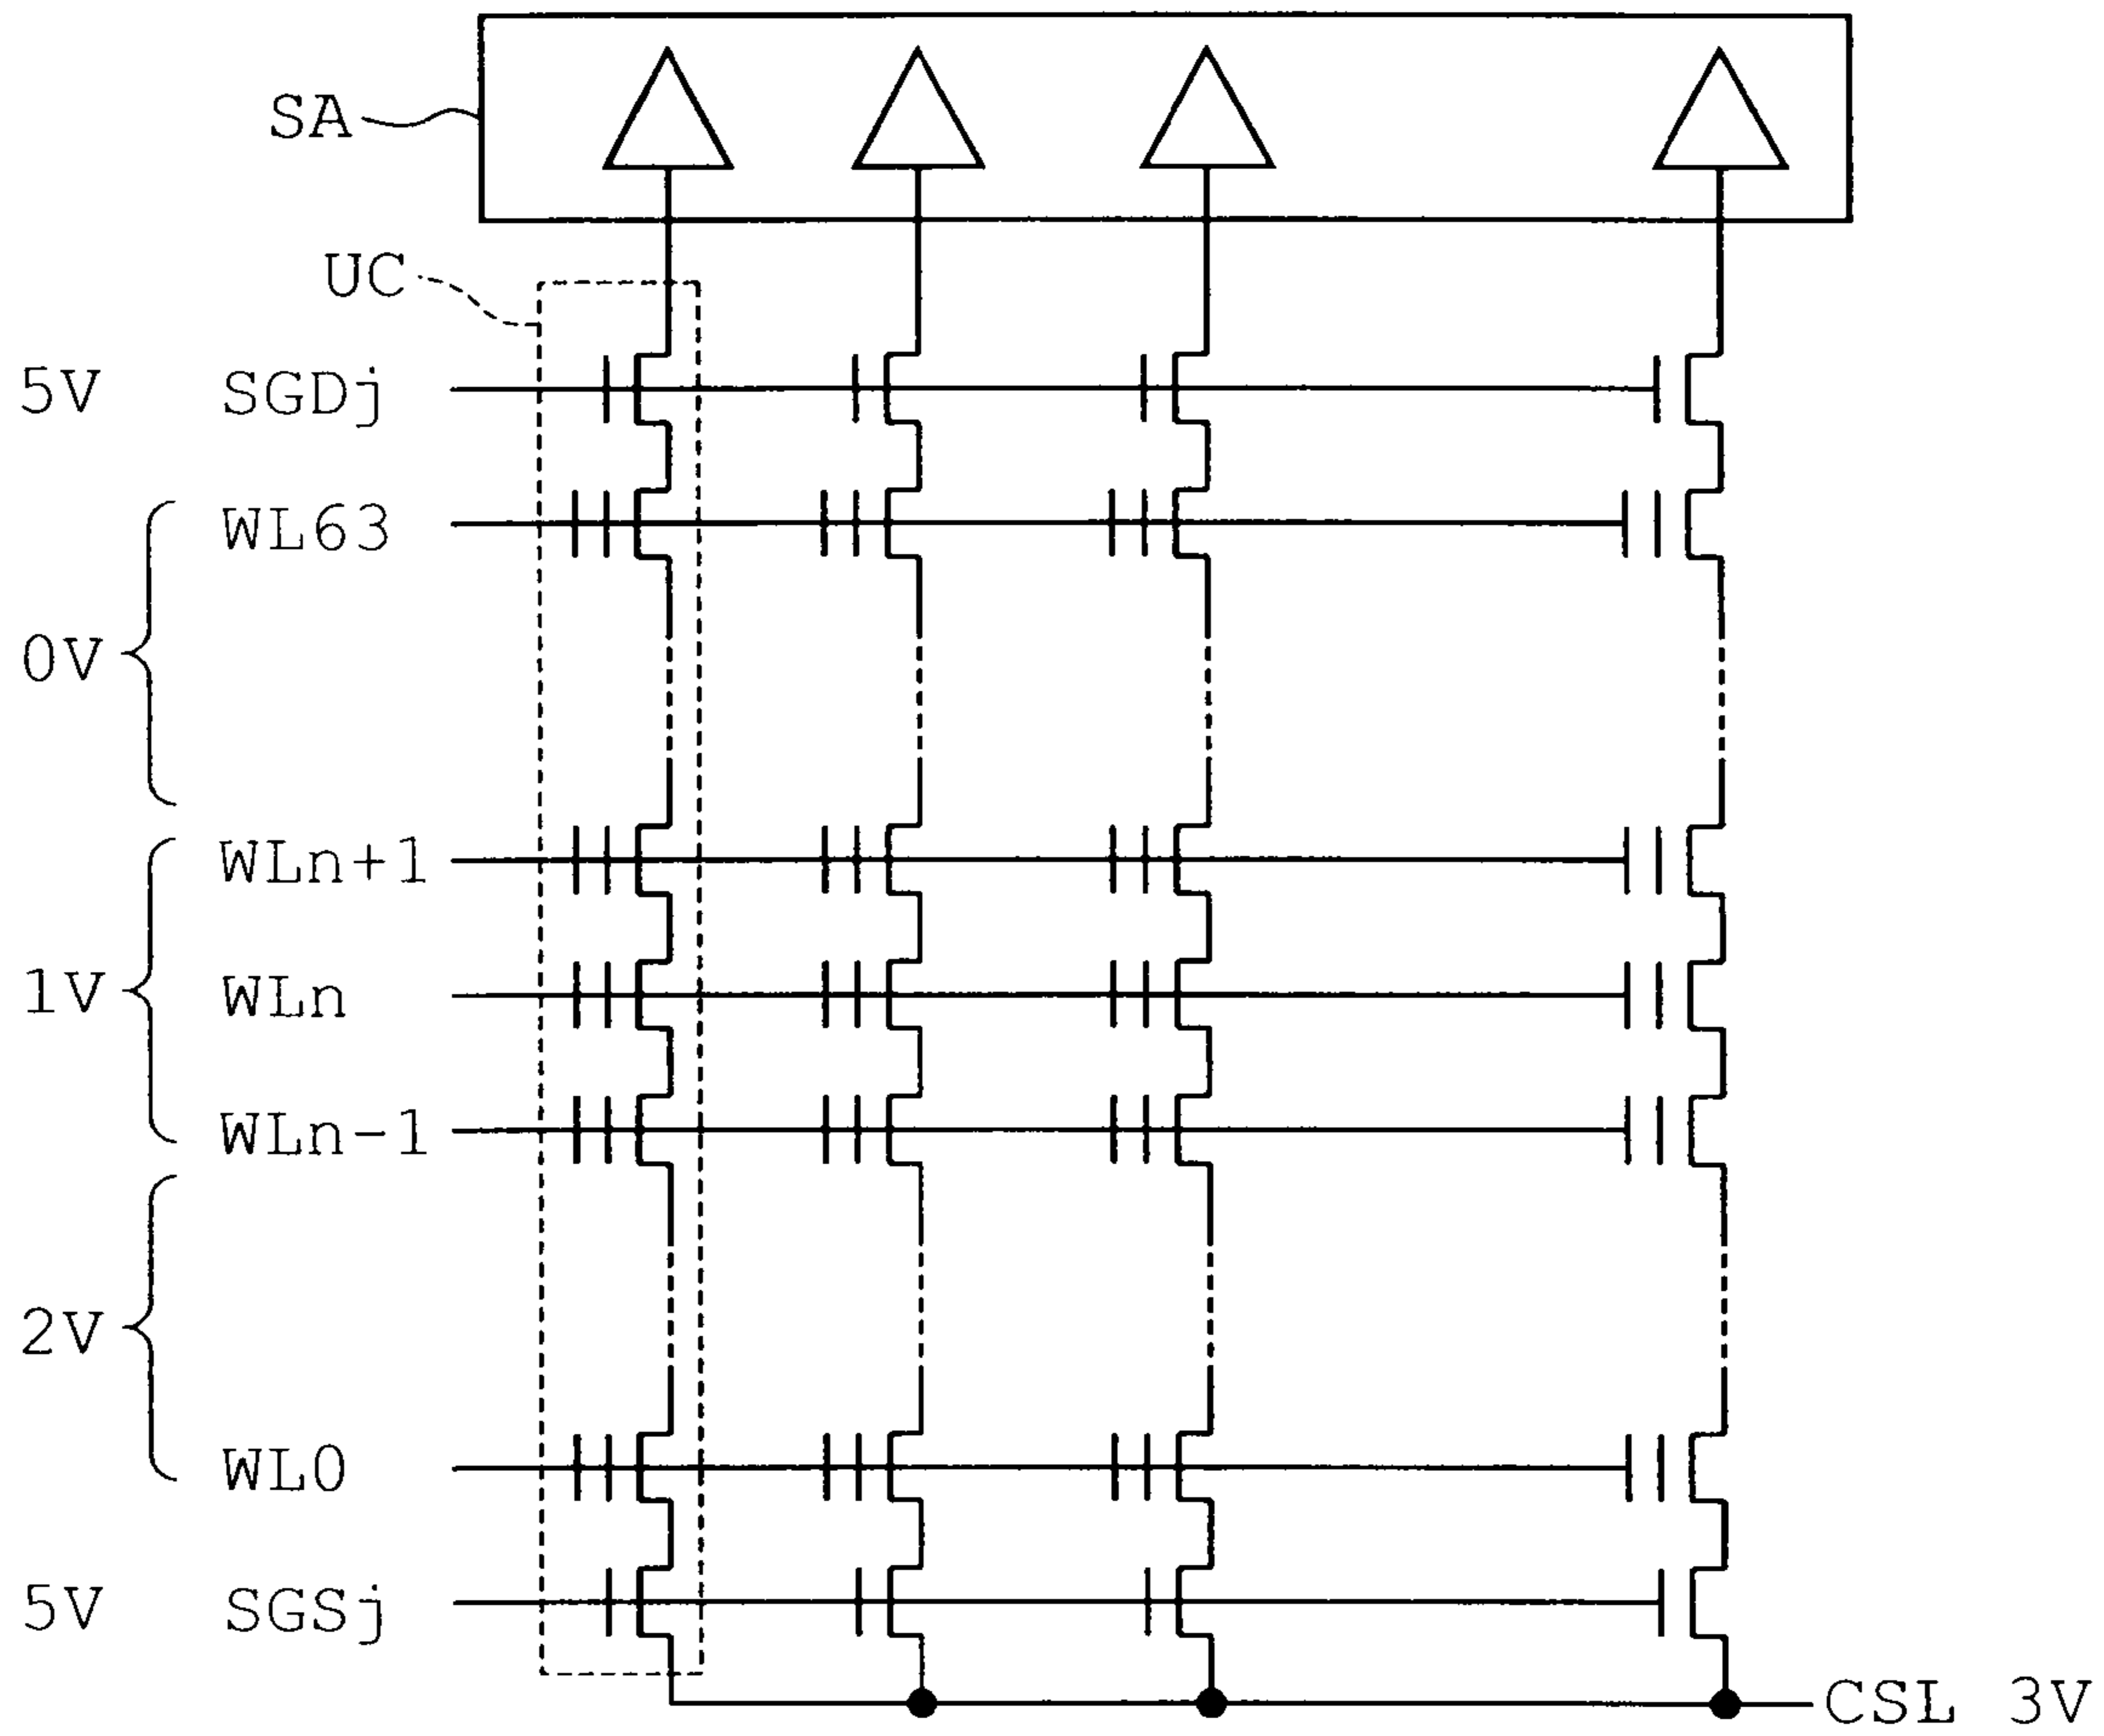 SA
UC
5V SGDj
WL63
0V
WLn+1
1V WLn
WLn-1
2V
WL0
5V SGSj
CSL 3V